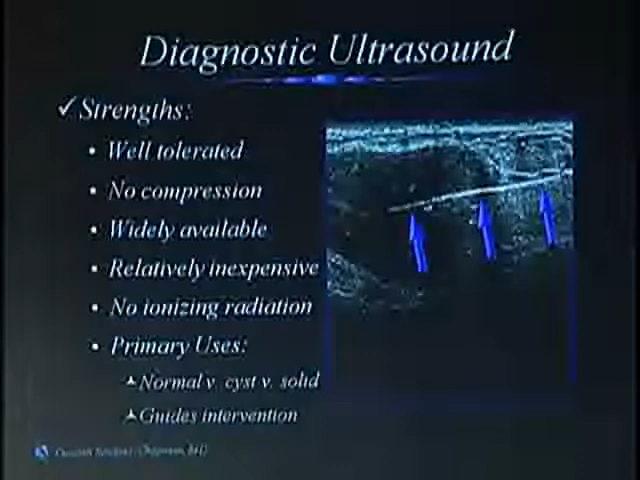 Diagnostic Ultrasound
✓ Strengths:
• Well tolerated
• No compression
• Widely available
• Relatively inexpensive
• No ionizing radiation
• Primary Uses:
Normal v. cyst v. solid
Guides intervention